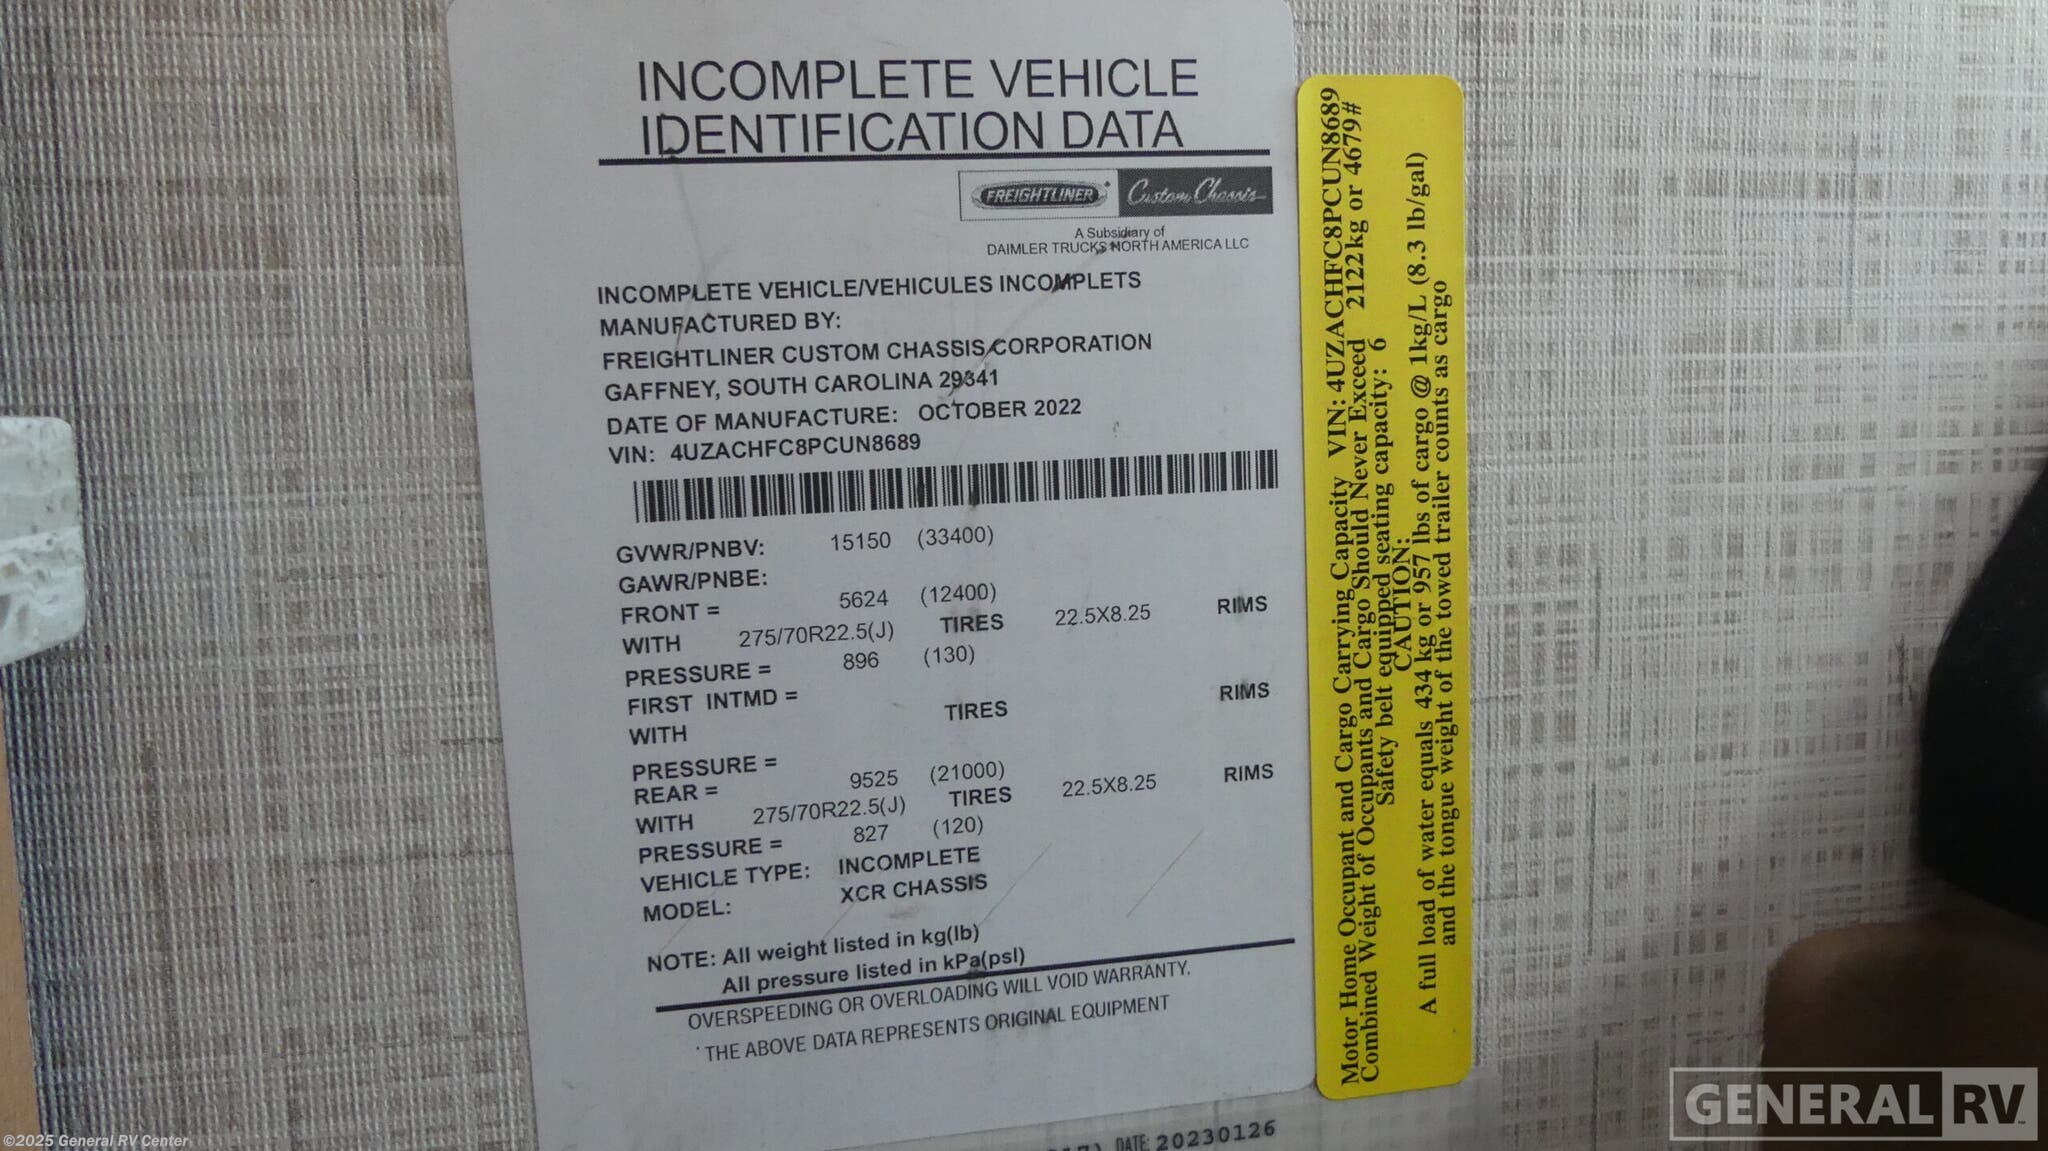 INCOMPLETE VEHICLE
IDENTIFICATION DATA
FREIGHTLINER Custom Chassis
A Subsidiary of
DAIMLER TRUCKS NORTH AMERICA LLC
INCOMPLETE VEHICLE/VEHICULES INCOMPLETS
MANUFACTURED BY:
FREIGHTLINER CUSTOM CHASSIS CORPORATION
GAFFNEY, SOUTH CAROLINA 29341
DATE OF MANUFACTURE: OCTOBER 2022
VIN: 4UZACHFC8PCUN8689
GVWR/PNBV: 15150 (33400)
GAWR/PNBE:
FRONT = 5624 (12400)
WITH 275/70R22.5(J) TIRES 22.5X8.25 RIMS
PRESSURE = 896 (130)
FIRST INTMD =
WITH TIRES RIMS
PRESSURE =
REAR = 9525 (21000)
WITH 275/70R22.5(J) TIRES 22.5X8.25 RIMS
PRESSURE = 827 (120)
VEHICLE TYPE: INCOMPLETE
MODEL: XCR CHASSIS
NOTE: All weight listed in kg(lb)
All pressure listed in kPa(psl)
OVERSPEEDING OR OVERLOADING WILL VOID WARRANTY.
THE ABOVE DATA REPRESENTS ORIGINAL EQUIPMENT
Motor Home Occupant and Cargo Carrying Capacity VIN: 4UZACHFC8PCUN8689
Combined Weight of Occupants and Cargo Should Never Exceed 2122 kg or 4679#
Safety belt equipped seating capacity: 6
CAUTION:
A full load of water equals 434 kg or 957 lbs of cargo @ 1kg/L (8.3 lb/gal)
and the tongue weight of the towed trailer counts as cargo
DATE: 20230126
©2025 General RV Center
GENERAL RV